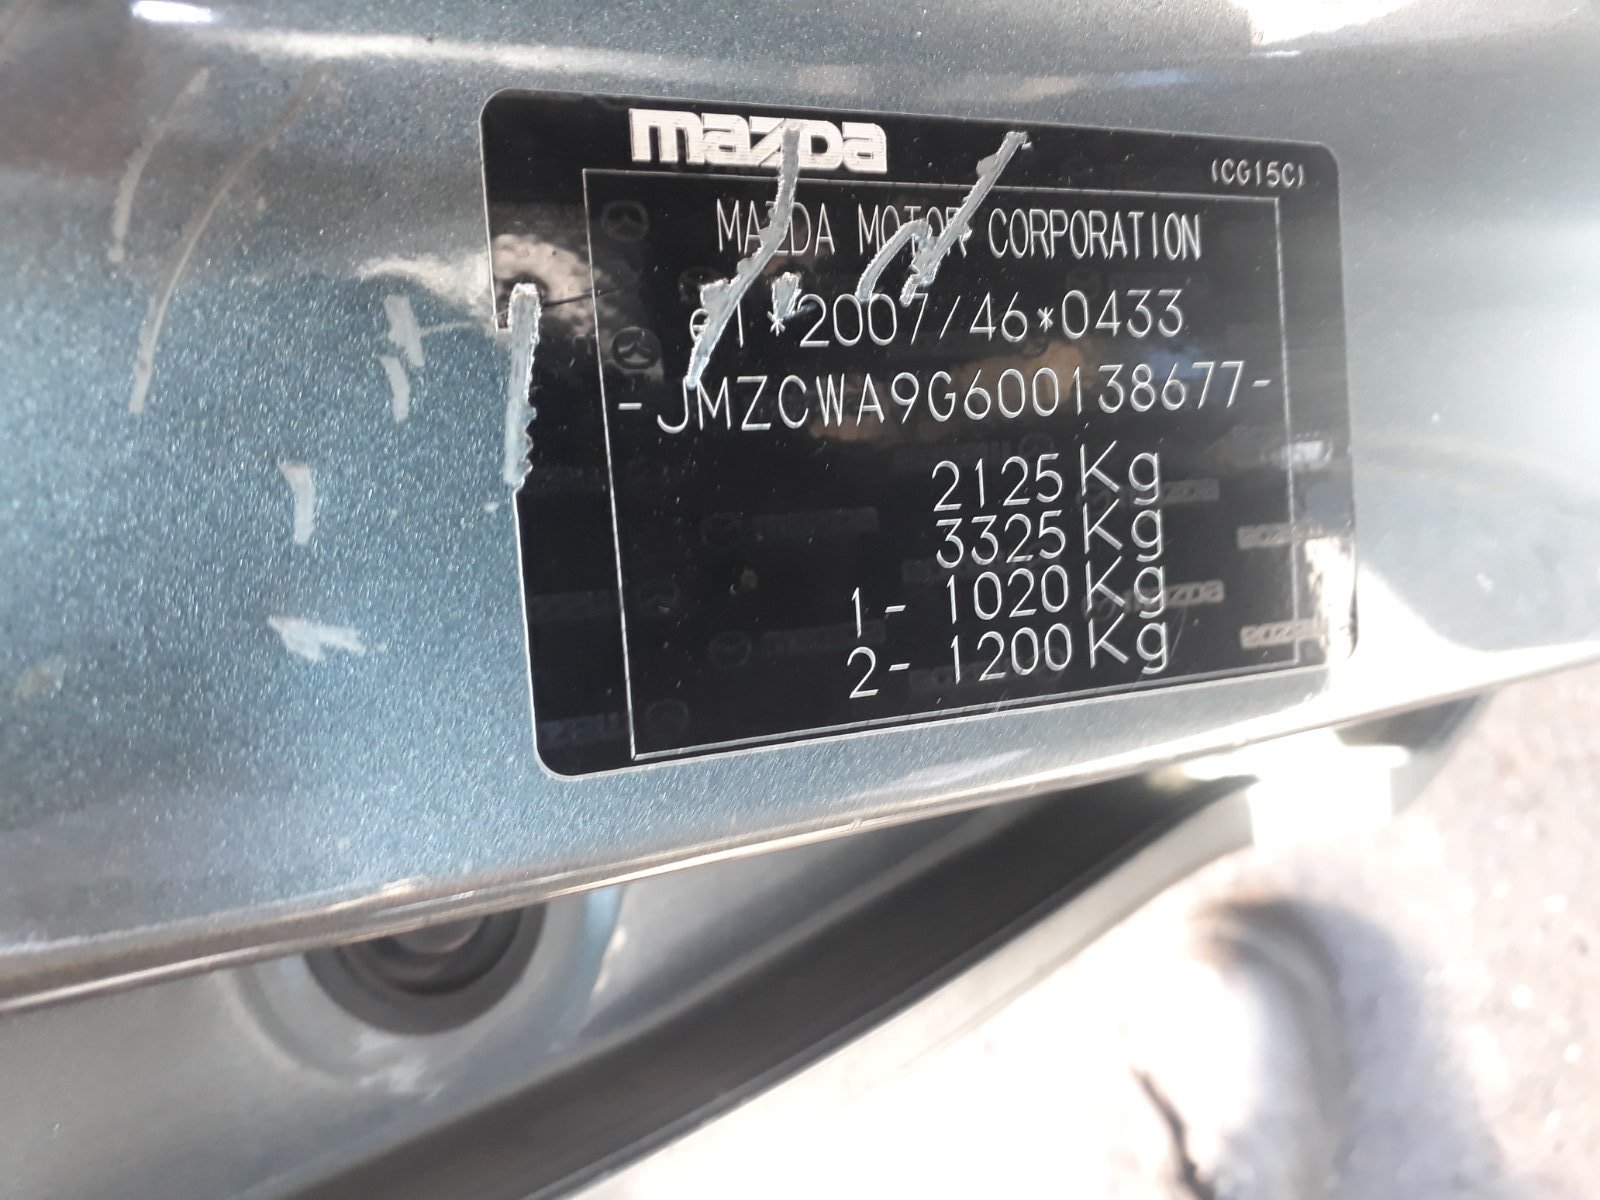 mazda
(CG15C)
MAZDA MOTOR CORPORATION
e1*2007/46*0433
-JMZCWA9G600138677-
2125Kg
3325Kg
1- 1020Kg
2- 1200Kg